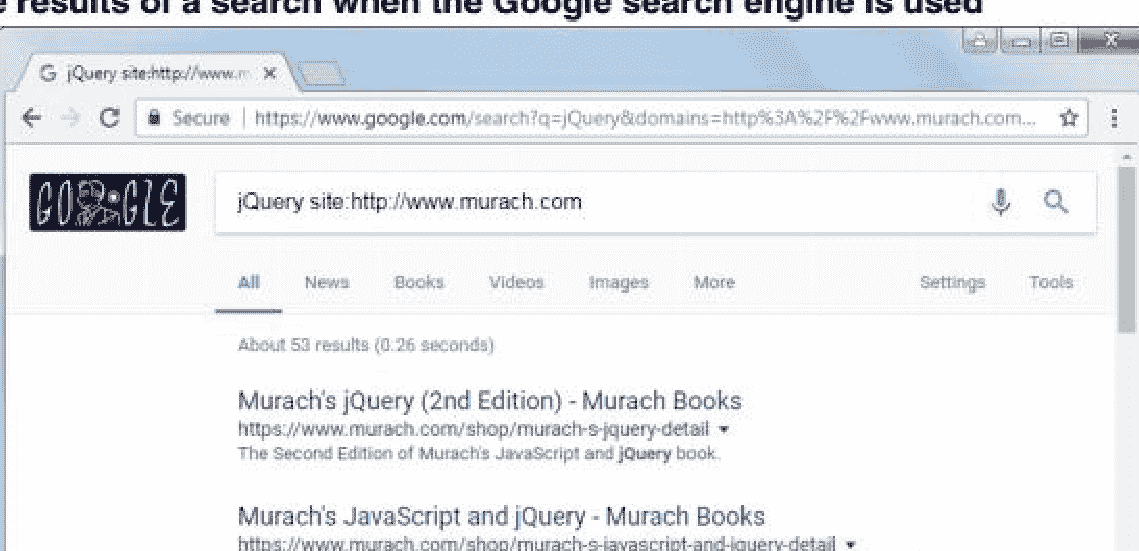 e results of a search when the Google search engine is used
G jQuery site:http://www.m ×
Secure | https://www.google.com/search?q=jQuery&domains=http%3A%2F%2Fwww.murach.com...
GOOGLE jQuery site:http://www.murach.com
All News Books Videos Images More Settings Tools
About 53 results (0.26 seconds)
Murach's jQuery (2nd Edition) - Murach Books
https://www.murach.com/shop/murach-s-jquery-detail
The Second Edition of Murach's JavaScript and jQuery book.
Murach's JavaScript and jQuery - Murach Books
https://www.murach.com/shop/murach-s-javascript-and-jquery-detail